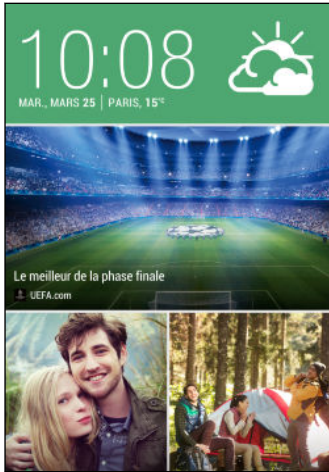 10:08
MAR., MARS 25 | PARIS, 15°C
Le meilleur de la phase finale
UEFA.com